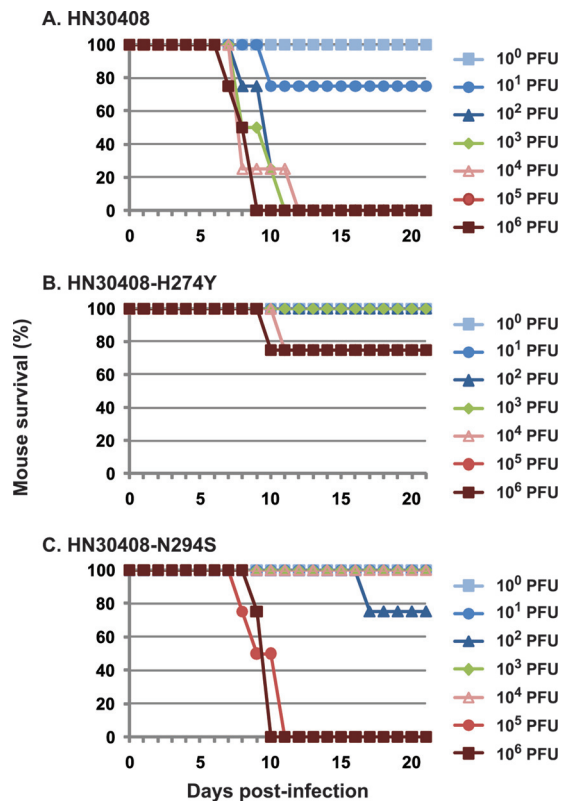 A. HN30408
100
80
60
40
20
0
0 5 10 15 20
10⁰ PFU
10¹ PFU
10² PFU
10³ PFU
10⁴ PFU
10⁵ PFU
10⁶ PFU
B. HN30408-H274Y
100
80
60
40
20
0
0 5 10 15 20
10⁰ PFU
10¹ PFU
10² PFU
10³ PFU
10⁴ PFU
10⁵ PFU
10⁶ PFU
Mouse survival (%)
C. HN30408-N294S
100
80
60
40
20
0
0 5 10 15 20
10⁰ PFU
10¹ PFU
10² PFU
10³ PFU
10⁴ PFU
10⁵ PFU
10⁶ PFU
Days post-infection